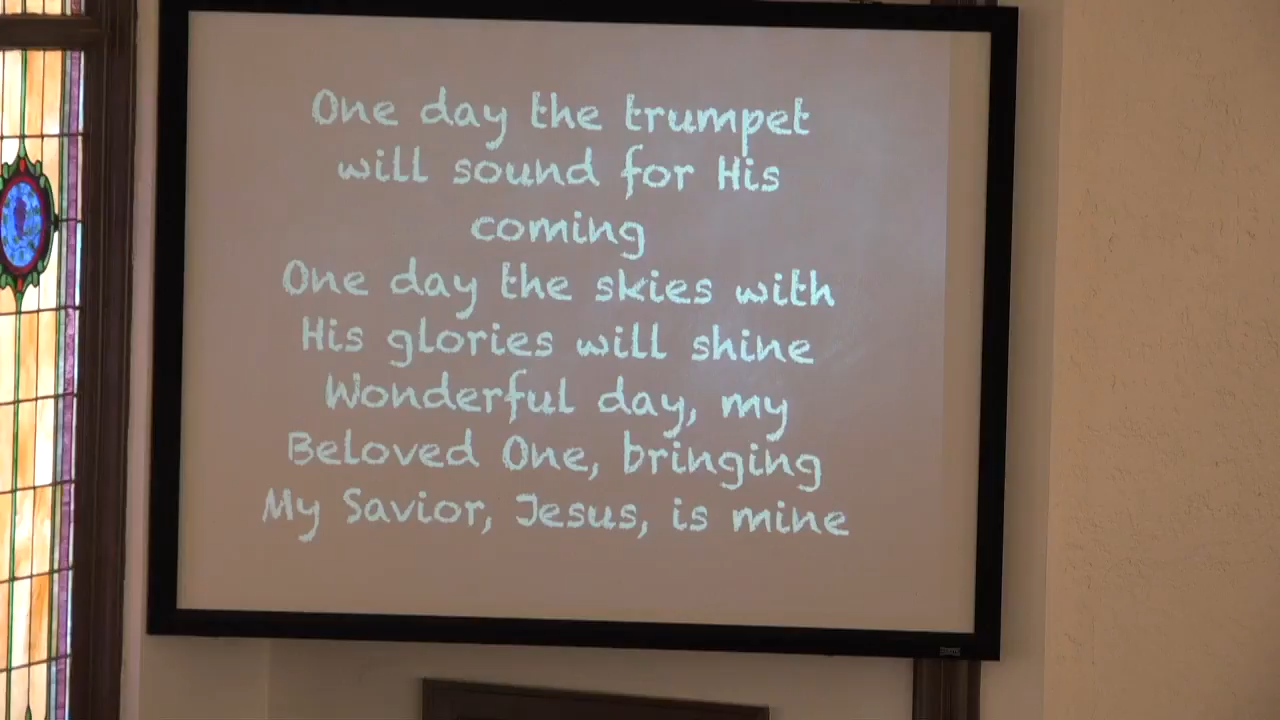 One day the trumpet
will sound for His
coming
One day the skies with
His glories will shine
Wonderful day, my
Beloved One, bringing
My Savior, Jesus, is mine